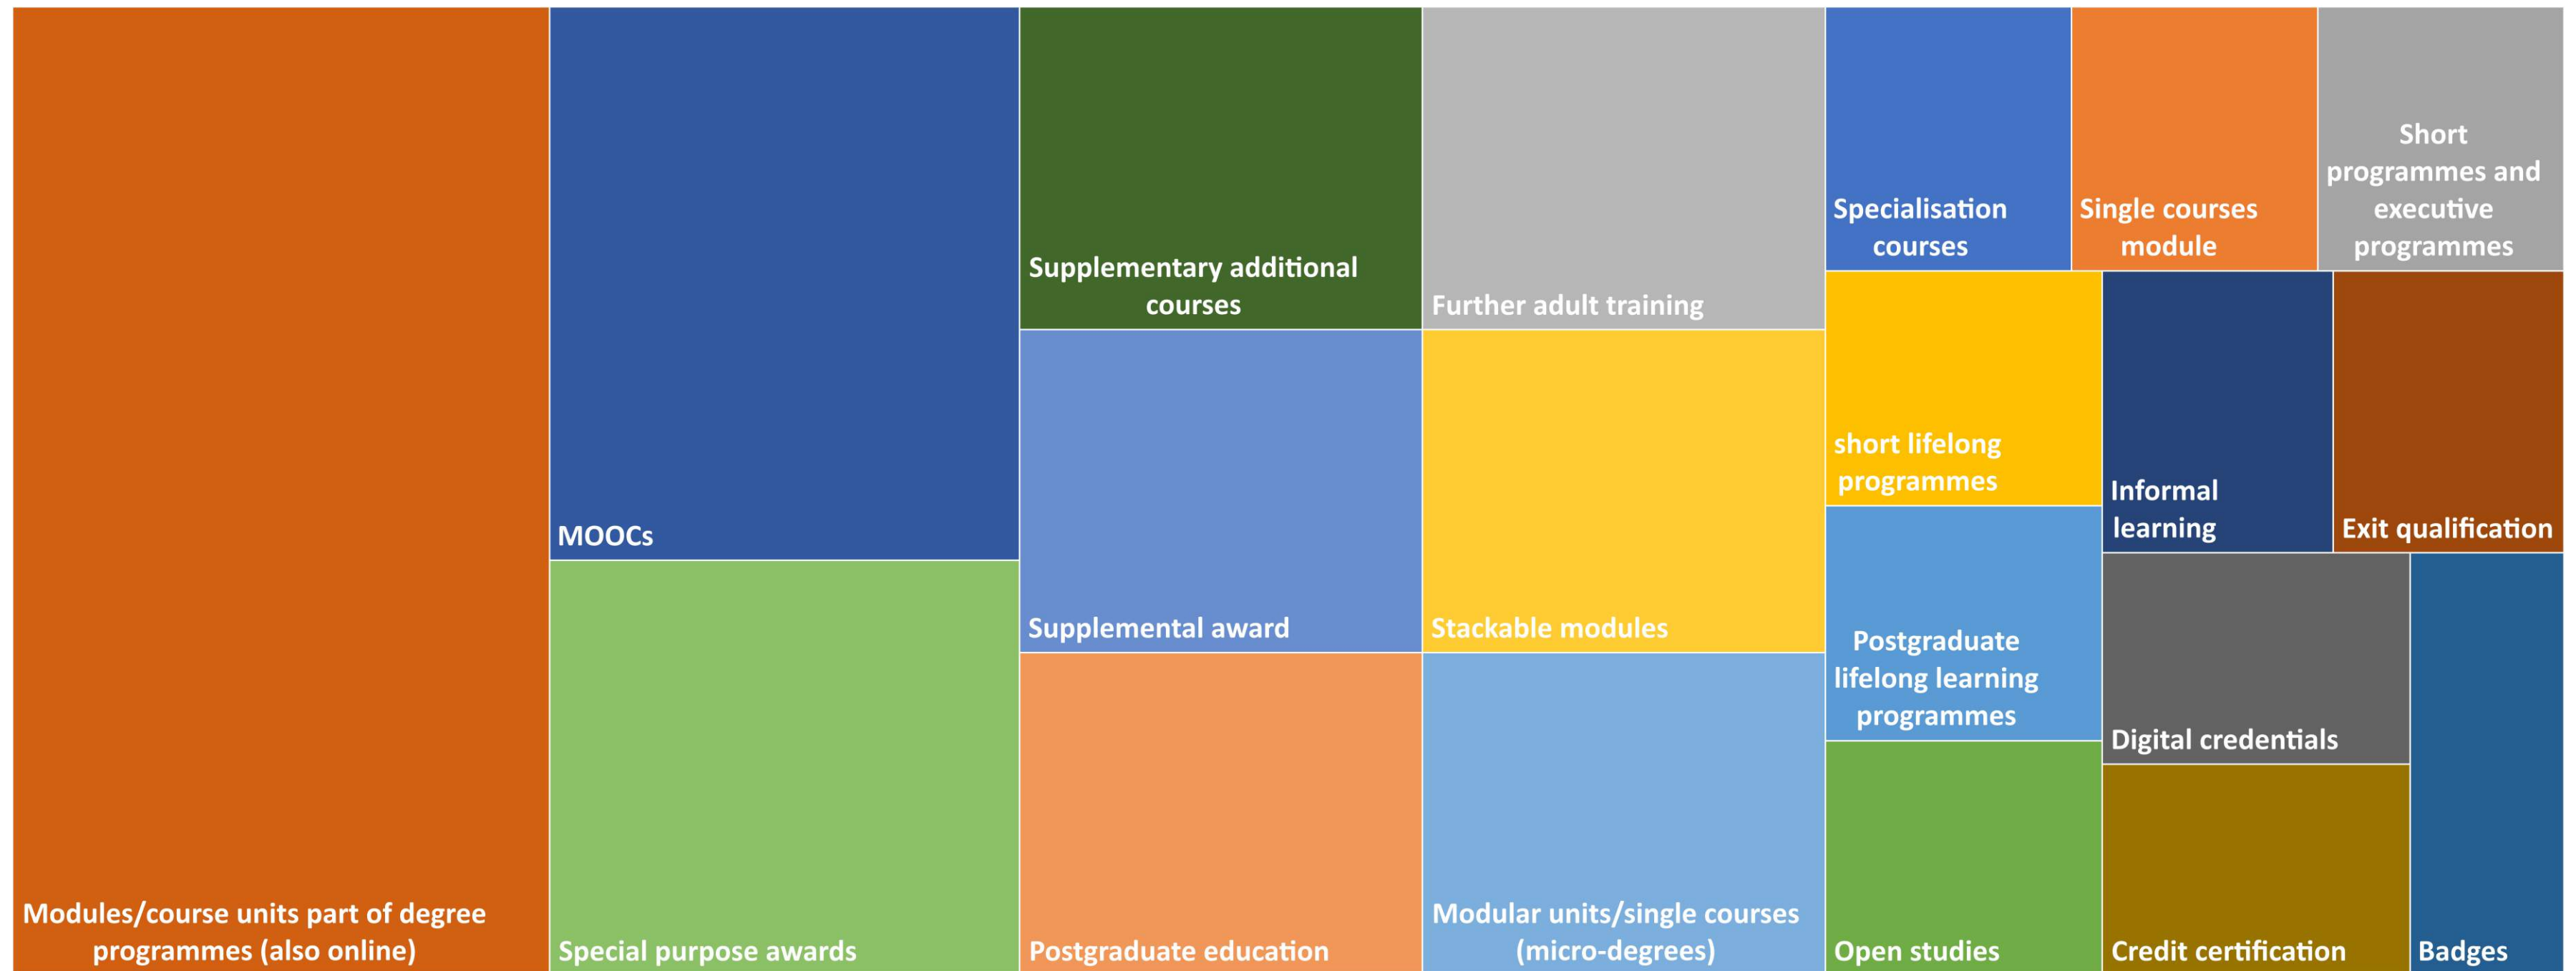 Modules/course units part of degree
programmes (also online)
MOOCs
Special purpose awards
Supplementary additional
courses
Supplemental award
Postgraduate education
Further adult training
Stackable modules
Modular units/single courses
(micro-degrees)
Specialisation
courses
Single courses
module
Short
programmes and
executive
programmes
short lifelong
programmes
Postgraduate
lifelong learning
programmes
Open studies
Informal
learning
Exit qualification
Digital credentials
Credit certification
Badges